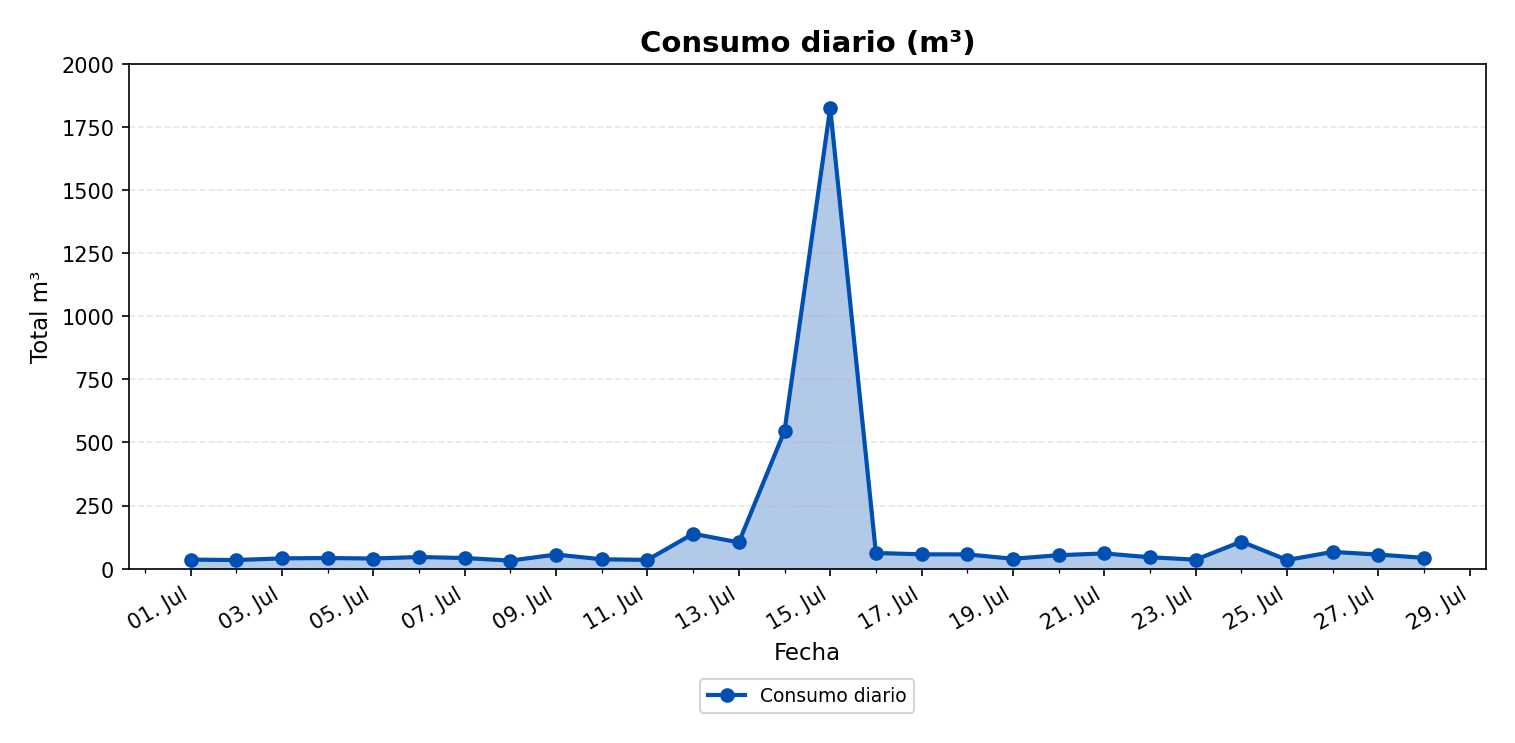 Consumo diario (m³)
Total m³
2000
1750
1500
1250
1000
750
500
250
0
01. Jul
03. Jul
05. Jul
07. Jul
09. Jul
11. Jul
13. Jul
15. Jul
17. Jul
19. Jul
21. Jul
23. Jul
25. Jul
27. Jul
29. Jul
Fecha
Consumo diario